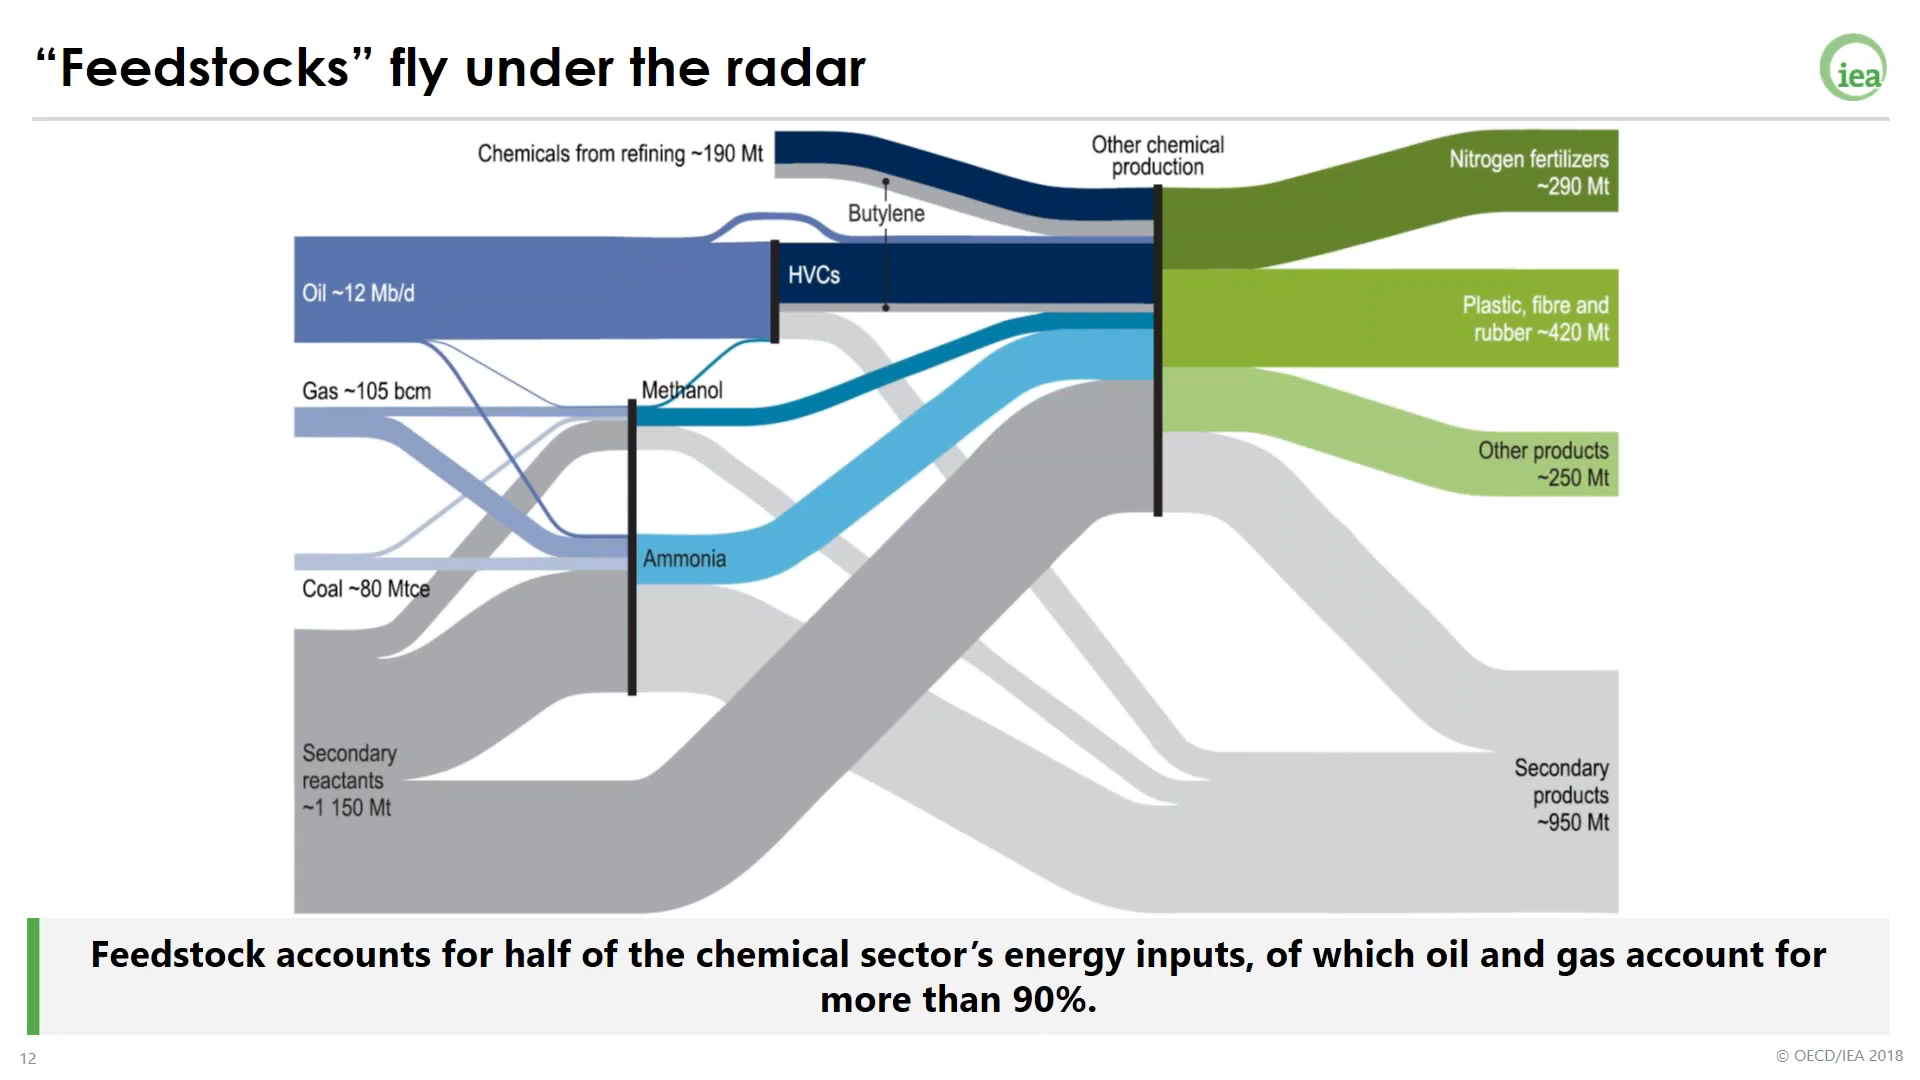 “Feedstocks” fly under the radar
iea
Chemicals from refining ~190 Mt
Other chemical
production
Nitrogen fertilizers
~290 Mt
Butylene
HVCs
Oil ~12 Mb/d
Plastic, fibre and
rubber ~420 Mt
Gas ~105 bcm
Methanol
Other products
~250 Mt
Ammonia
Coal ~80 Mtce
Secondary
reactants
~1 150 Mt
Secondary
products
~950 Mt
Feedstock accounts for half of the chemical sector’s energy inputs, of which oil and gas account for
more than 90%.
12
© OECD/IEA 2018